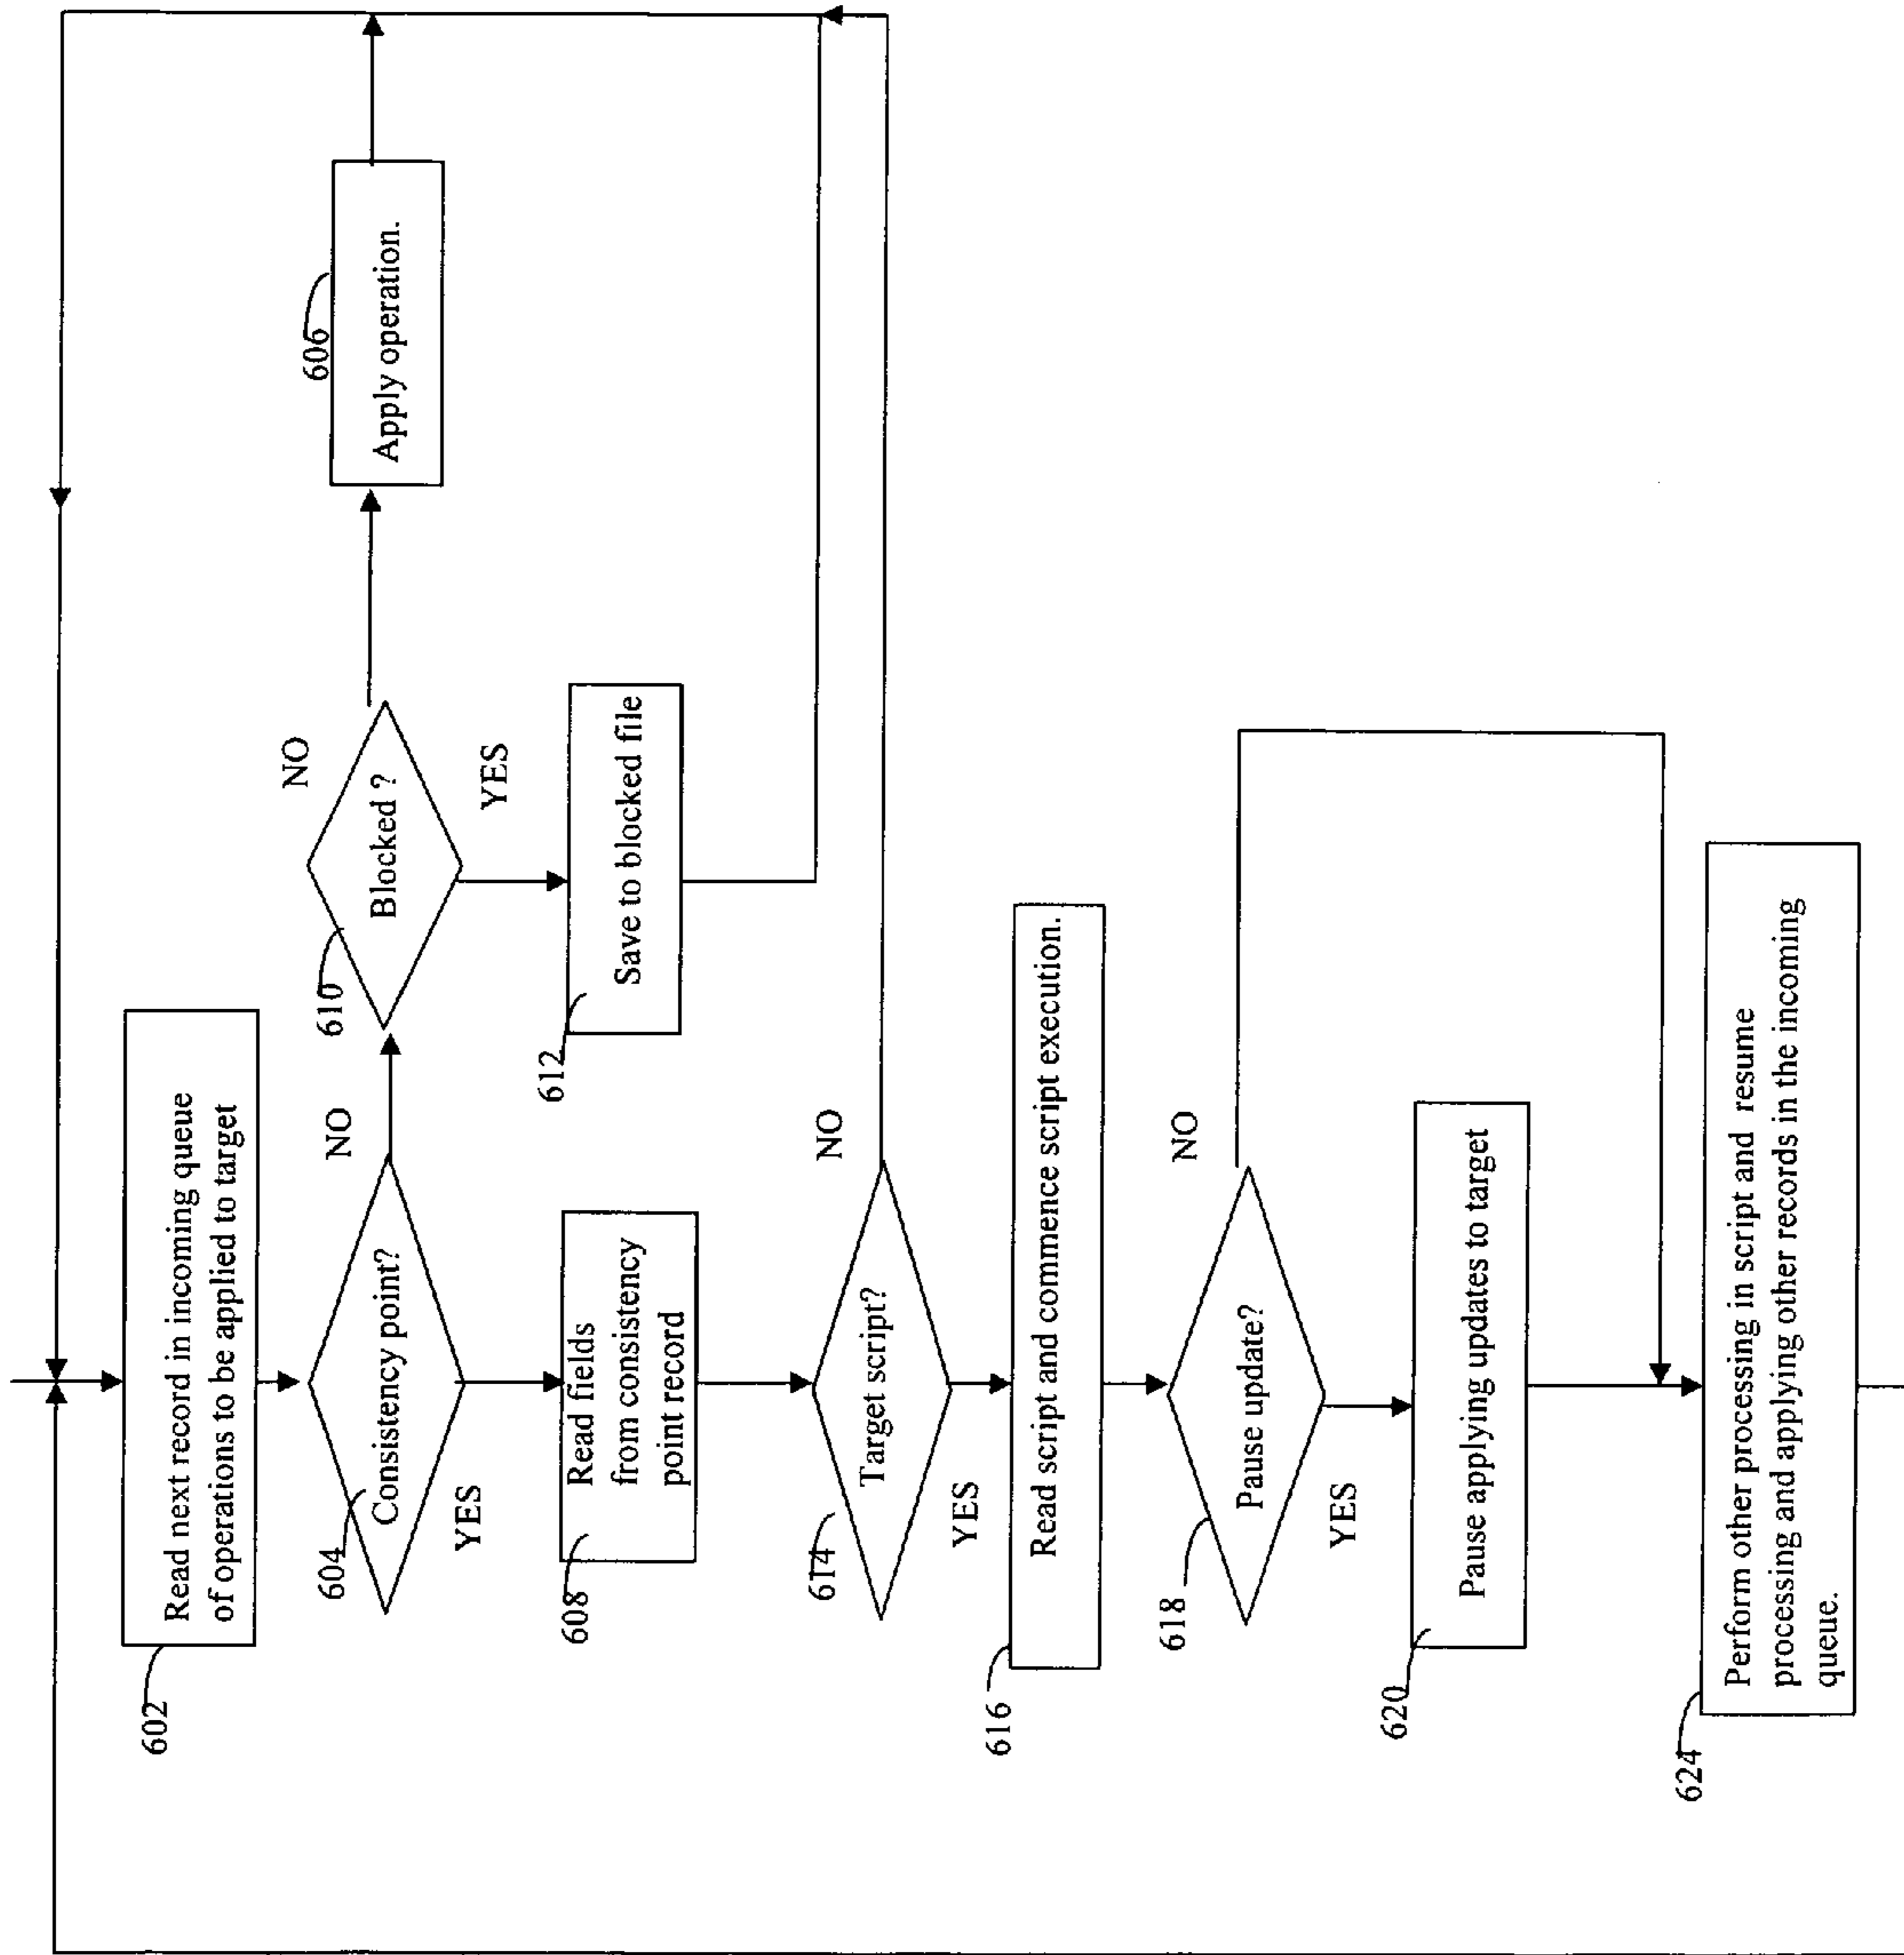 602
Read next record in incoming queue
of operations to be applied to target
604
Consistency point?
NO
YES
610
Blocked ?
NO
YES
606
Apply operation.
612
Save to blocked file
608
Read fields
from consistency
point record
614
Target script?
NO
YES
616
Read script and commence script execution.
618
Pause update?
NO
YES
620
Pause applying updates to target
624
Perform other processing in script and resume
processing and applying other records in the incoming
queue.